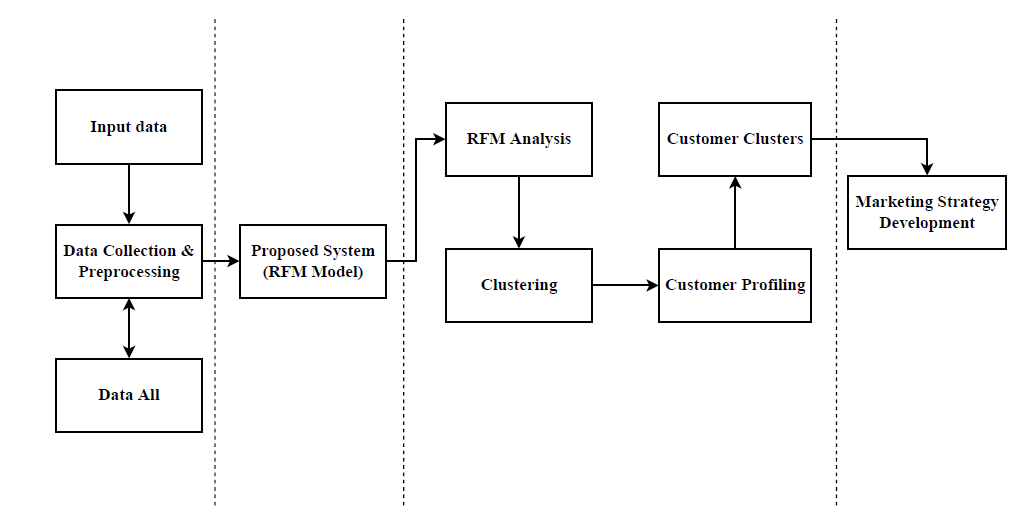 Input data
Data Collection &
Preprocessing
Data All
Proposed System
(RFM Model)
RFM Analysis
Clustering
Customer Profiling
Customer Clusters
Marketing Strategy
Development